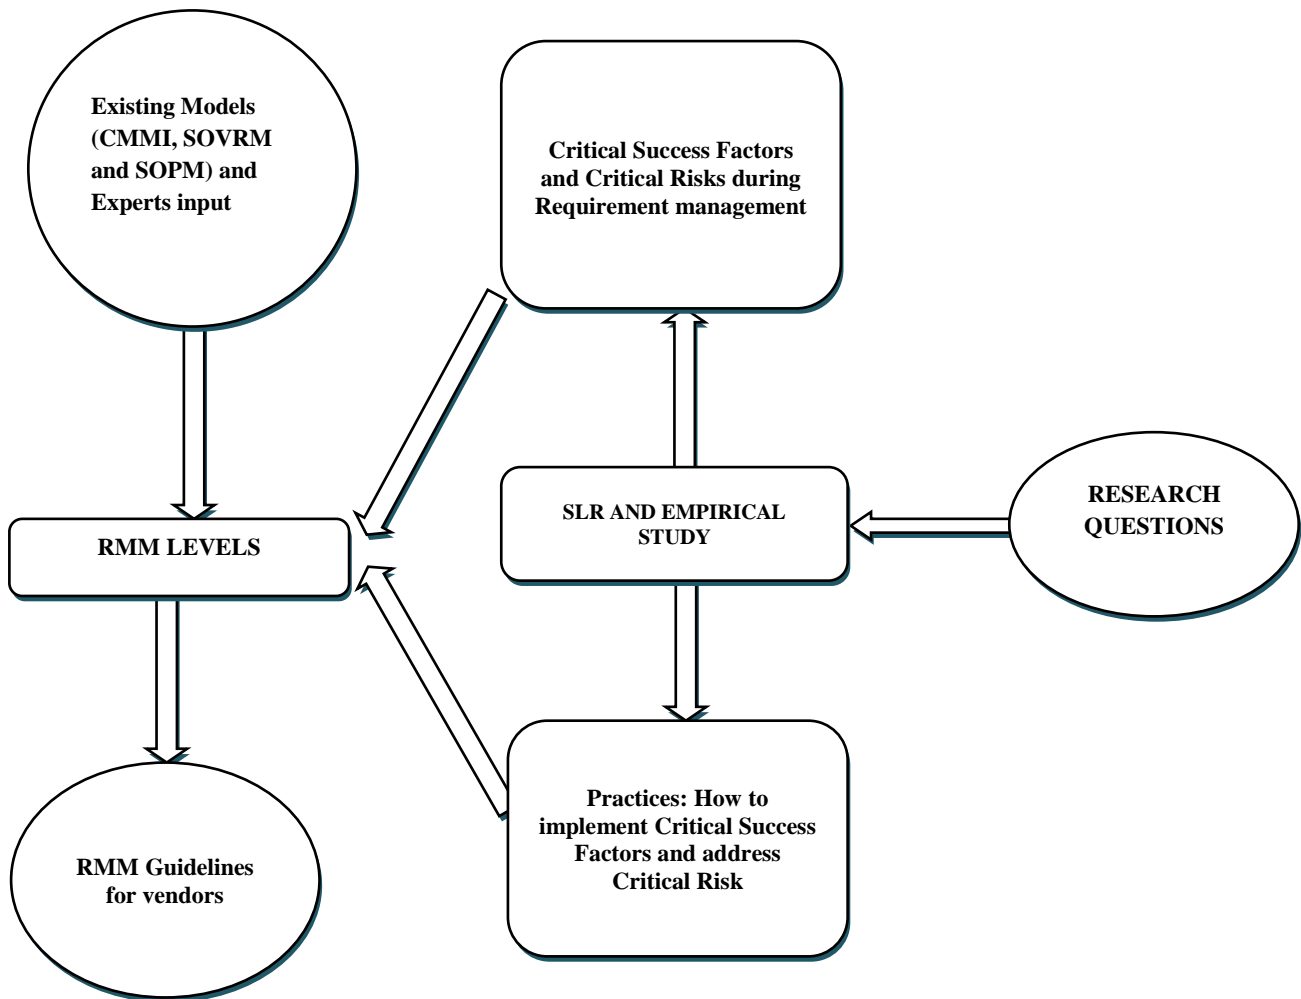 Existing Models
(CMMI, SOVRM
and SOPM) and
Experts input
Critical Success Factors
and Critical Risks during
Requirement management
RMM LEVELS
SLR AND EMPIRICAL
STUDY
RESEARCH
QUESTIONS
RMM Guidelines
for vendors
Practices: How to
implement Critical Success
Factors and address
Critical Risk